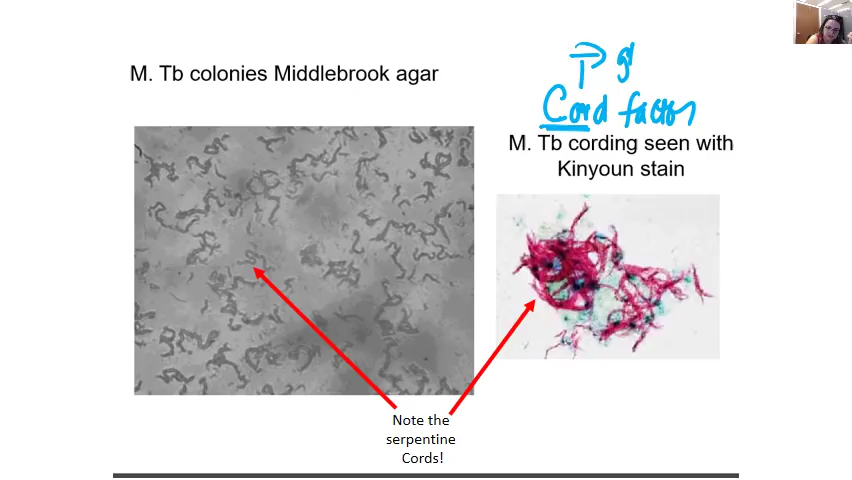 M. Tb colonies Middlebrook agar
Cord factor
M. Tb cording seen with
Kinyoun stain
Note the
serpentine
Cords!